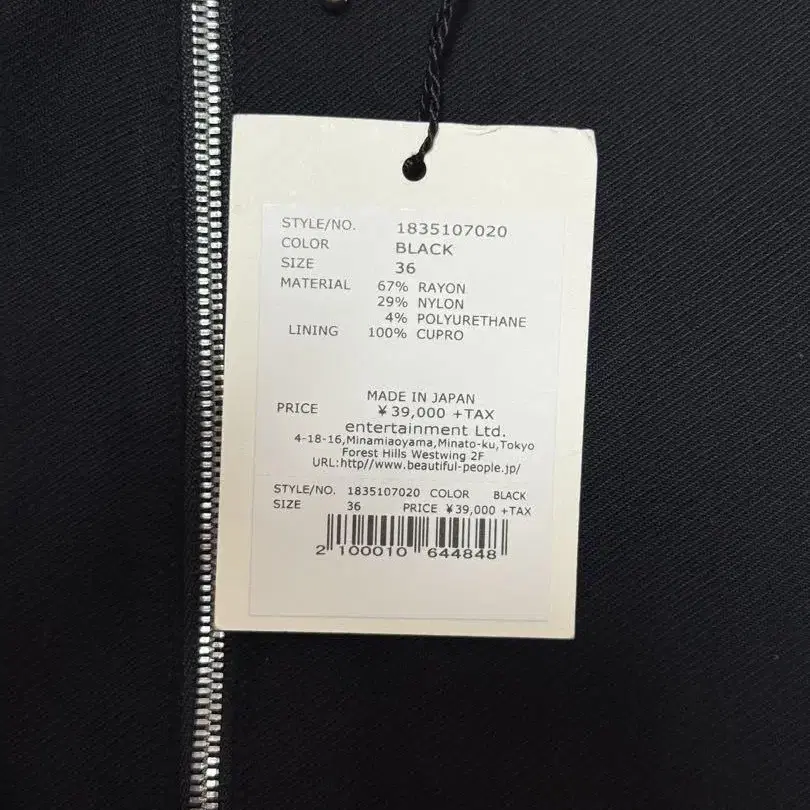 STYLE/NO. 1835107020
COLOR BLACK
SIZE 36
MATERIAL 67% RAYON
29% NYLON
4% POLYURETHANE
LINING 100% CUPRO
MADE IN JAPAN
PRICE ¥39,000 +TAX
entertainment Ltd.
4-18-16,Minamiaoyama,Minato-ku,Tokyo
Forest Hills Westwing 2F
URL:http//www.beautiful-people.jp/
STYLE/NO. 1835107020 COLOR BLACK
SIZE 36 PRICE ¥39,000 +TAX
2 100010 644848